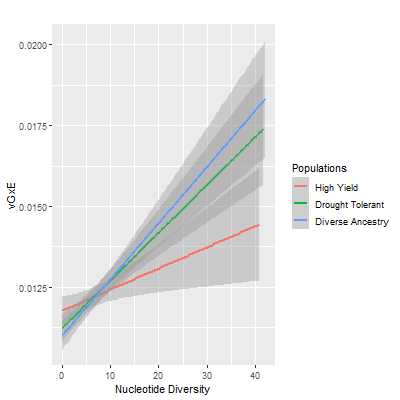 vGxE
0.0200
0.0175
0.0150
0.0125
0
10
20
30
40
Nucleotide Diversity
Populations
High Yield
Drought Tolerant
Diverse Ancestry